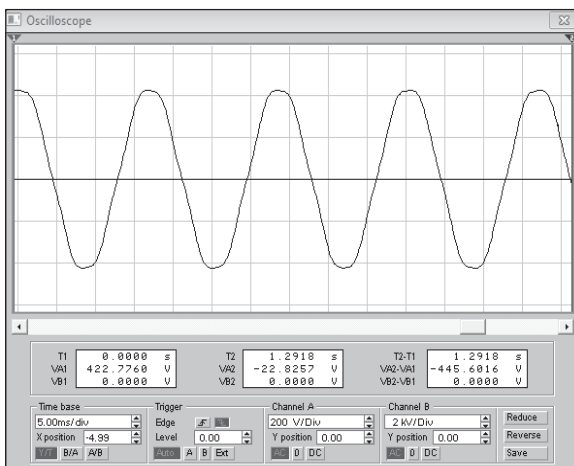 Oscilloscope
T1 0.0000 s
VA1 422.7760 V
VB1 0.0000 V
T2 1.2918 s
VA2 -22.8257 V
VB2 0.0000 V
T2-T1 1.2918 s
VA2-VA1 -445.6016 V
VB2-VB1 0.0000 V
Time base
5.00ms/div
X position -4.99
Y/T B/A A/B
Trigger
Edge
Level 0.00
Auto A B Ext
Channel A
200 V/Div
Y position 0.00
AC 0 DC
Channel B
2 kV/Div
Y position 0.00
AC 0 DC
Reduce
Reverse
Save